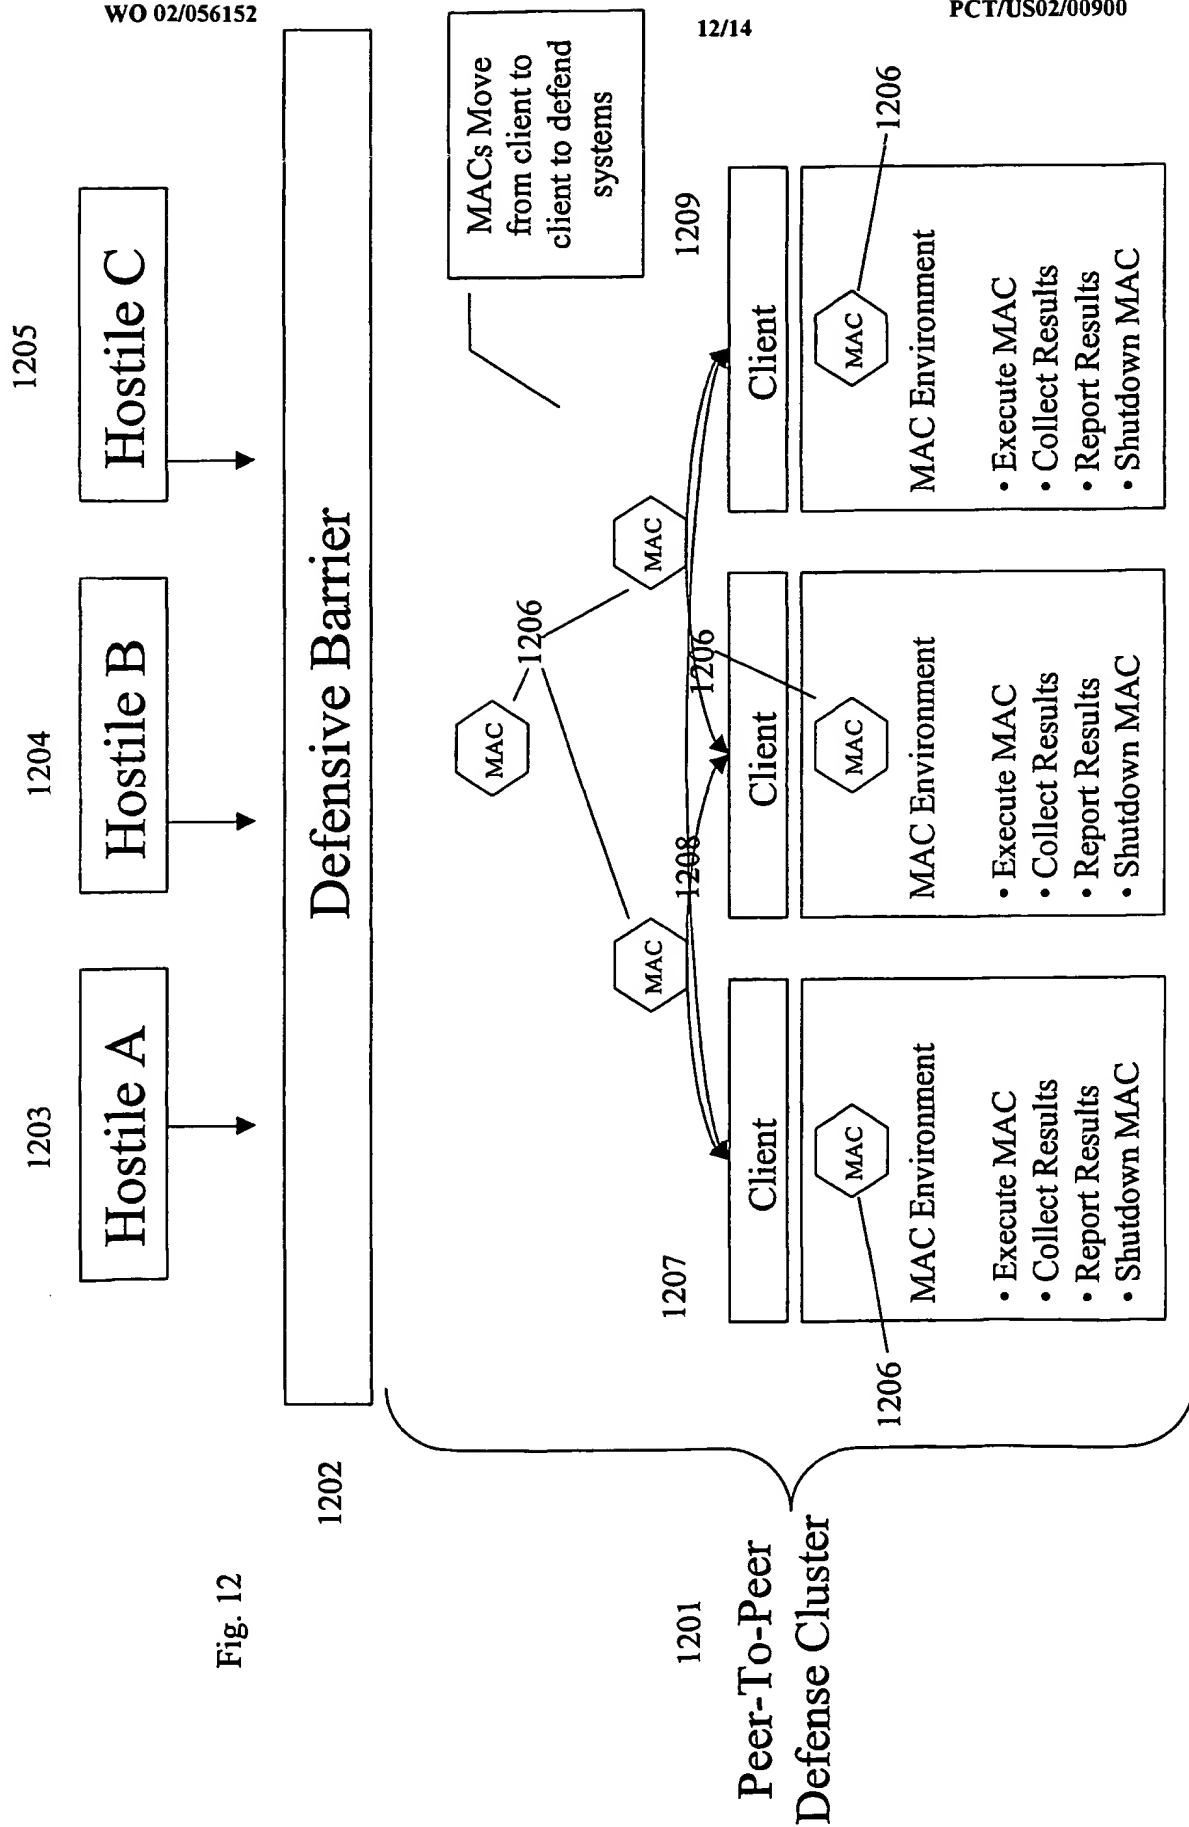 WO 02/056152
PCT/US02/00900
12/14
Fig. 12
1203
1204
1205
Hostile A
Hostile B
Hostile C
1202
Defensive Barrier
MACs Move
from client to
client to defend
systems
MAC
1206
MAC
MAC
1201
Peer-To-Peer
Defense Cluster
1207
1208
1206
1209
Client
Client
Client
1206
MAC
MAC
MAC
1206
MAC Environment
• Execute MAC
• Collect Results
• Report Results
• Shutdown MAC
MAC Environment
• Execute MAC
• Collect Results
• Report Results
• Shutdown MAC
MAC Environment
• Execute MAC
• Collect Results
• Report Results
• Shutdown MAC